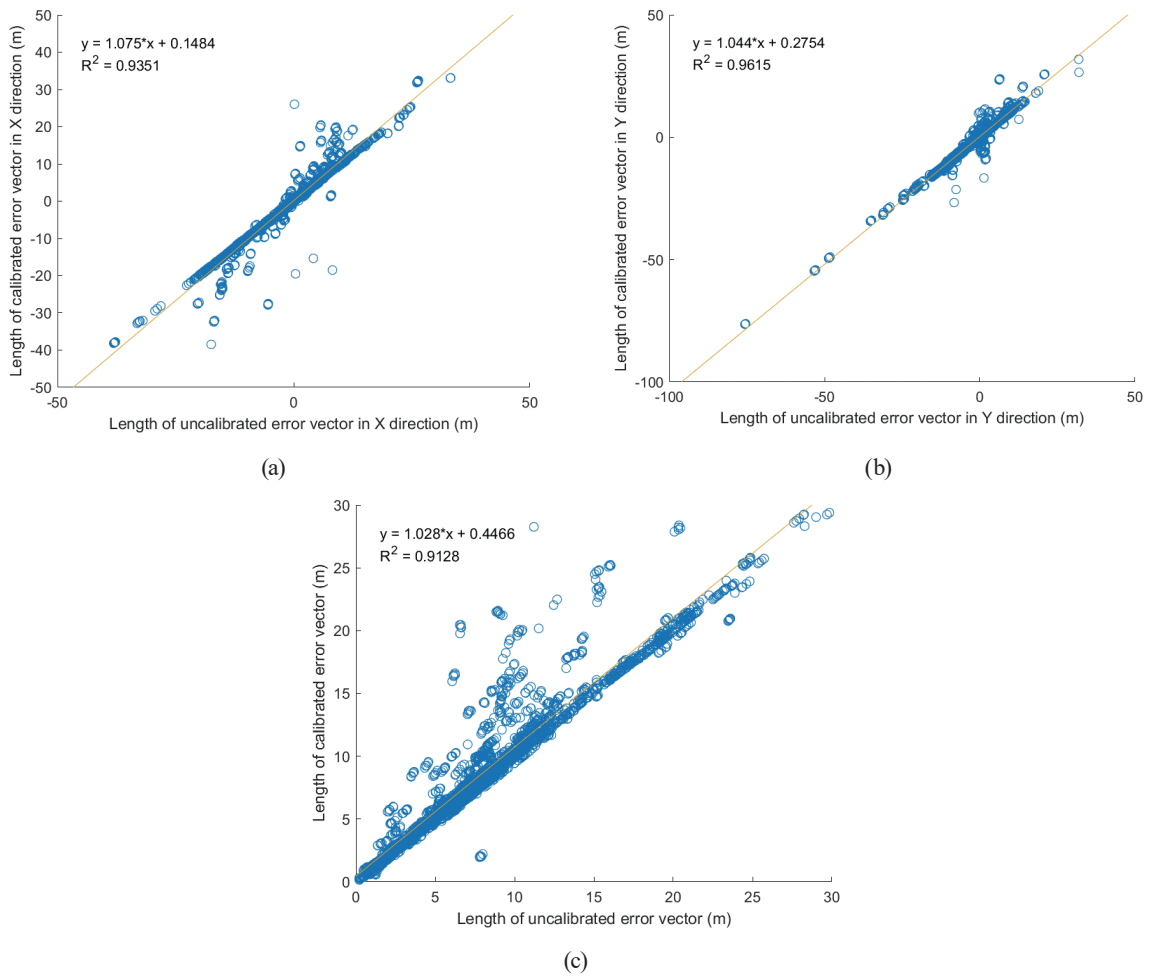 y = 1.075*x + 0.1484
R2 = 0.9351
50
40
30
20
10
0
-10
-20
-30
-40
-50
-50
0
50
Length of calibrated error vector in X direction (m)
Length of uncalibrated error vector in X direction (m)
(a)
y = 1.044*x + 0.2754
R2 = 0.9615
50
0
-50
-100
-100
-50
0
50
Length of calibrated error vector in Y direction (m)
Length of uncalibrated error vector in Y direction (m)
(b)
y = 1.028*x + 0.4466
R2 = 0.9128
30
25
20
15
10
5
0
0
5
10
15
20
25
30
Length of calibrated error vector (m)
Length of uncalibrated error vector (m)
(c)